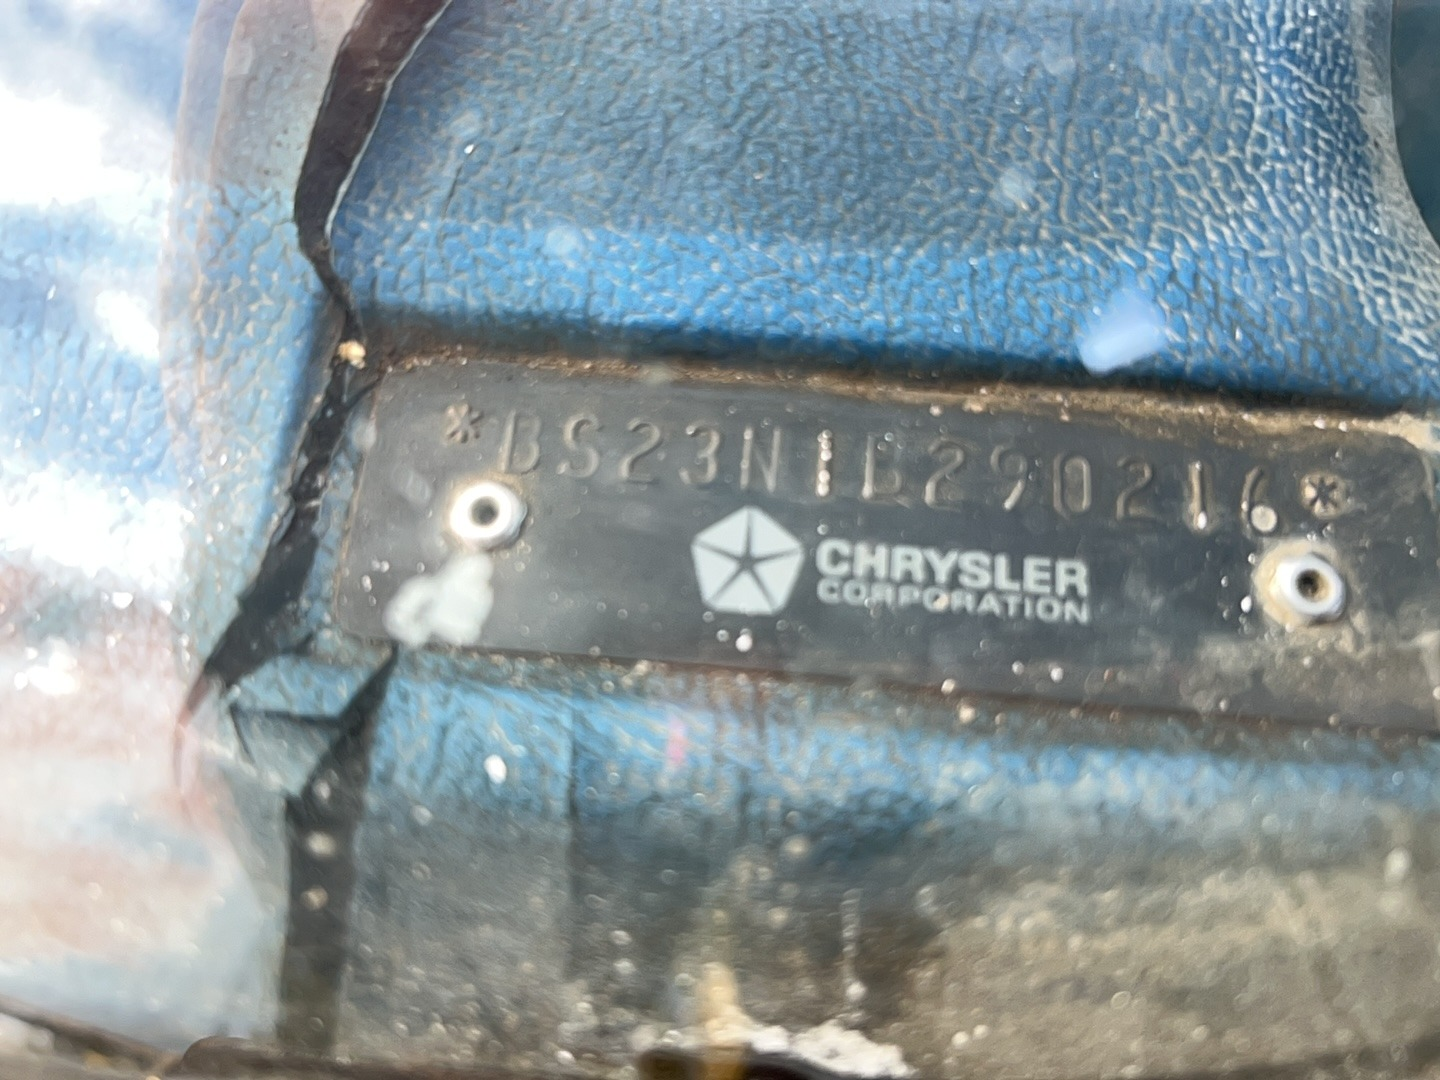 *BS23N1B290216*
CHRYSLER
CORPORATION